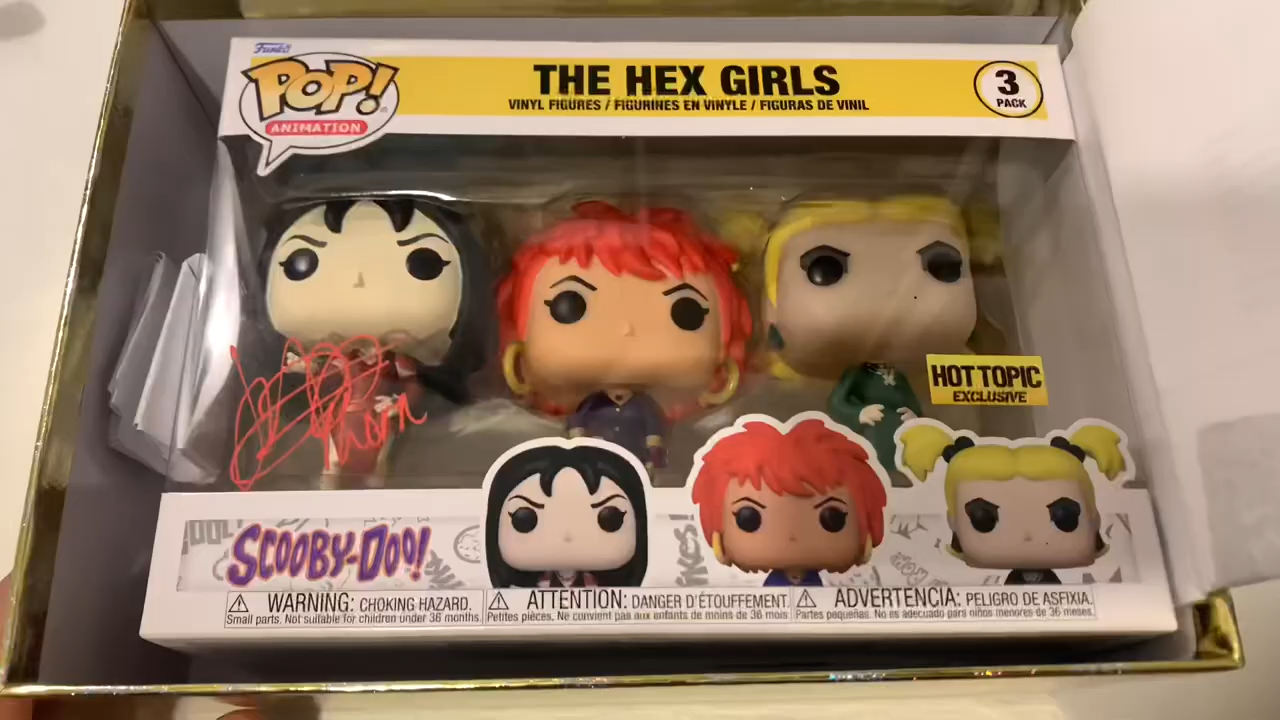 Funko
POP!
ANIMATION
THE HEX GIRLS
VINYL FIGURES / FIGURINES EN VINYLE / FIGURAS DE VINIL
3
PACK
Thorn
HOT TOPIC
EXCLUSIVE
SCOOBY-DOO!
WARNING: CHOKING HAZARD.
Small parts. Not suitable for children under 36 months.
ATTENTION: DANGER D'ÉTOUFFEMENT.
Petites pièces. Ne convient pas aux enfants de moins de 36 mois
ADVERTENCIA: PELIGRO DE ASFIXIA.
Partes pequeñas. No es adecuado para niños menores de 36 meses.